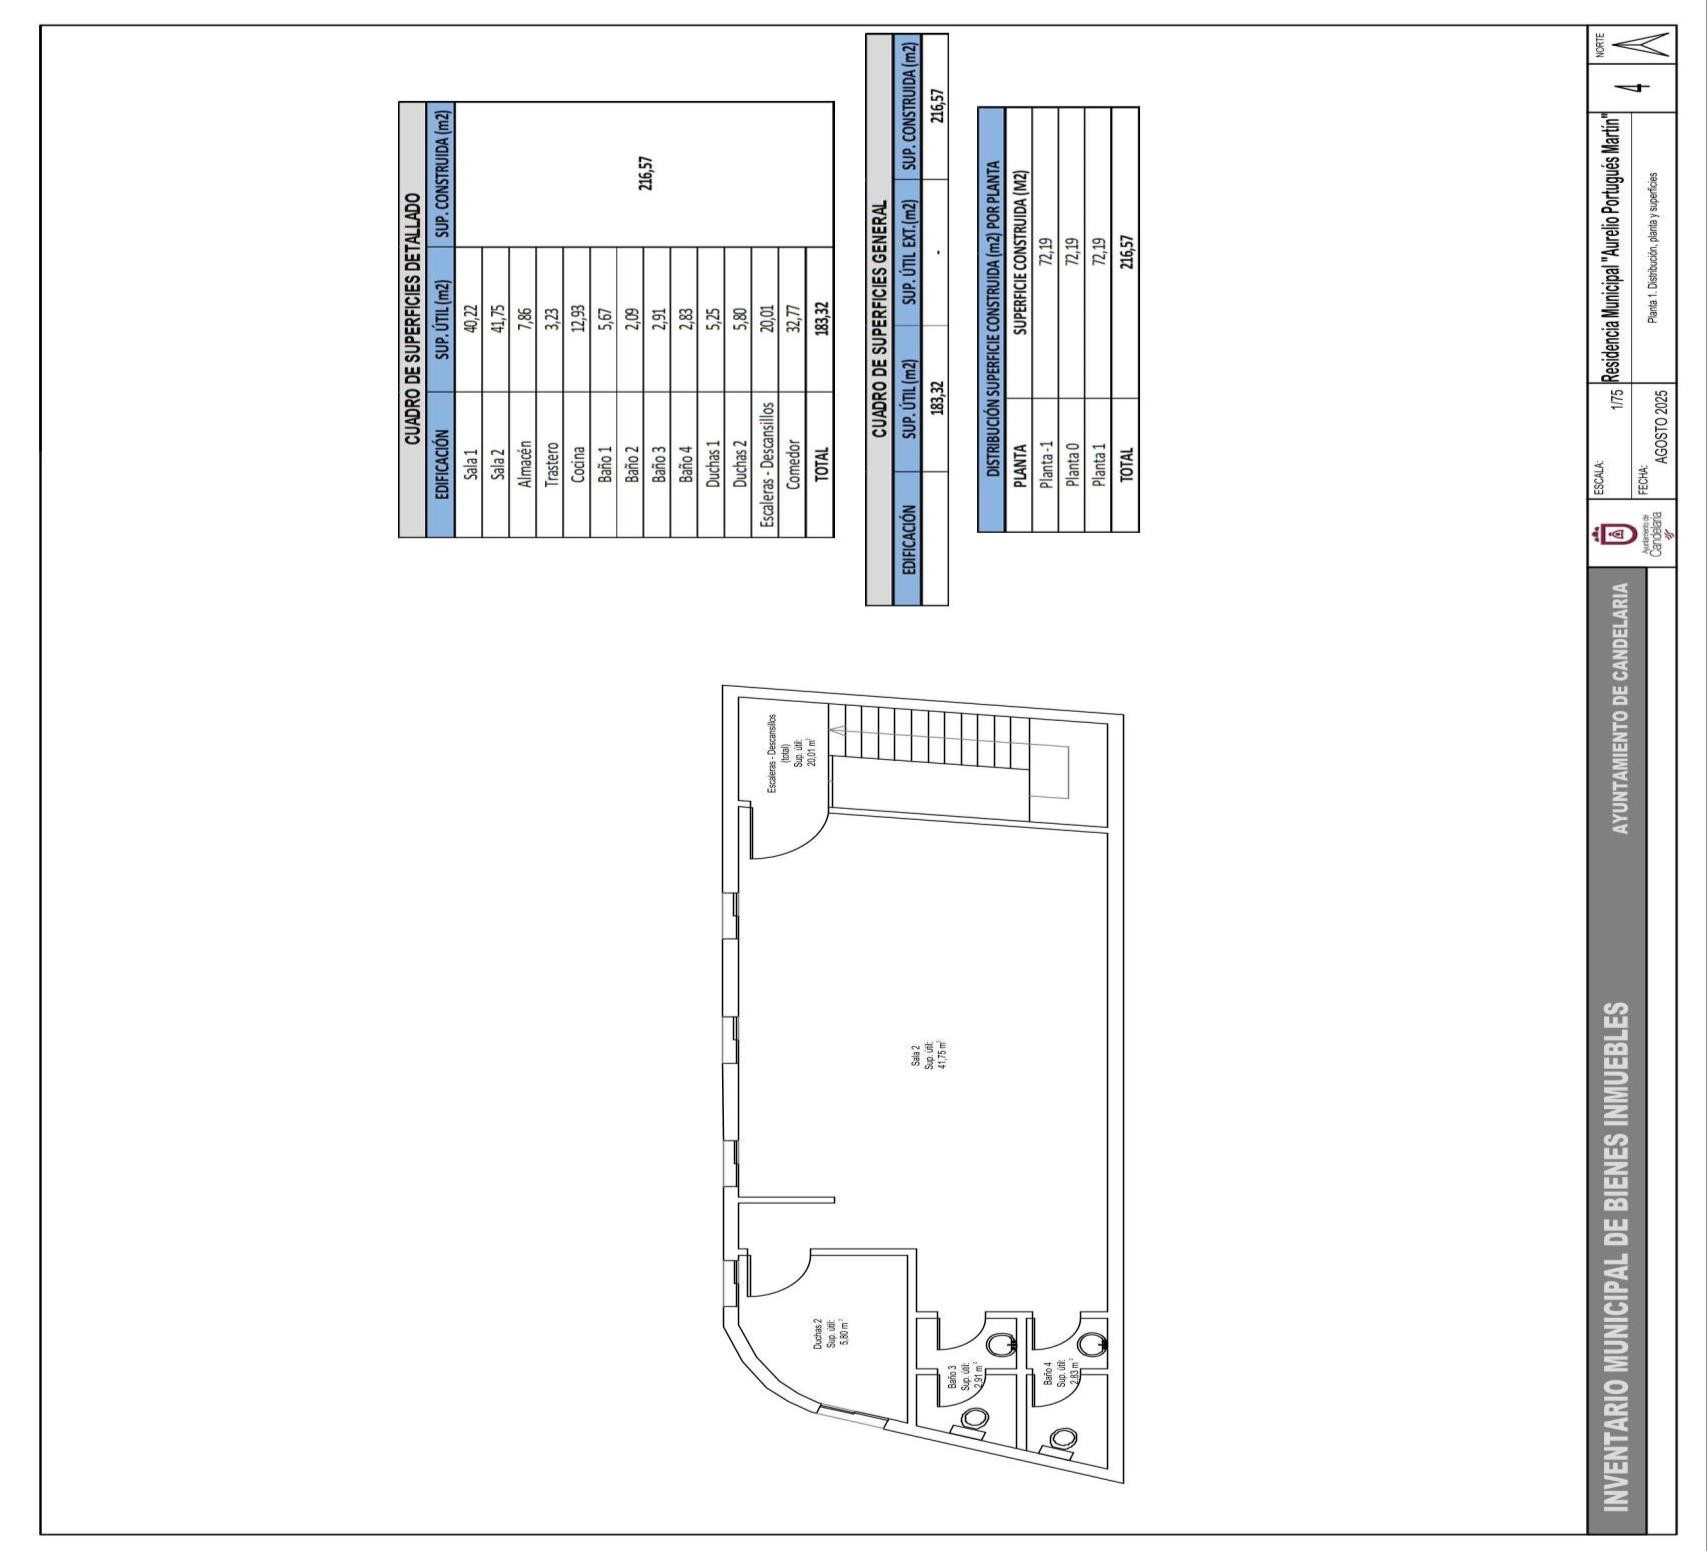 CUADRO DE SUPERFICIES DETALLADO
EDIFICACIÓN SUP. ÚTIL (m2) SUP. CONSTRUIDA (m2)
Sala 1 40,22
Sala 2 41,75
Almacén 7,86
Trastero 3,23
Cocina 12,93
Baño 1 5,67
Baño 2 2,09
Baño 3 2,91
Baño 4 2,83
Duchas 1 5,25
Duchas 2 5,80
Escaleras - Descansillos 20,01
Comedor 32,77
216,57
TOTAL 183,32
CUADRO DE SUPERFICIES GENERAL
EDIFICACIÓN SUP. ÚTIL (m2) SUP. ÚTIL EXT.(m2) SUP. CONSTRUIDA (m2)
183,32 - 216,57
DISTRIBUCIÓN SUPERFICIE CONSTRUIDA (m2) POR PLANTA
PLANTA SUPERFICIE CONSTRUIDA (M2)
Planta -1 72,19
Planta 0 72,19
Planta 1 72,19
TOTAL 216,57
Escaleras - Descansillos
(total)
Sup. útil:
20,01 m²
Sala 2
Sup. útil:
41,75 m²
Duchas 2
Sup. útil:
5,80 m²
Baño 3
Sup. útil:
2,91 m²
Baño 4
Sup. útil:
2,83 m²
INVENTARIO MUNICIPAL DE BIENES INMUEBLES
AYUNTAMIENTO DE CANDELARIA
Ayuntamiento de
Candelaria
ESCALA:
1/75
FECHA:
AGOSTO 2025
Residencia Municipal "Aurelio Portugués Martín"
Planta 1. Distribución, planta y superficies
4
NORTE